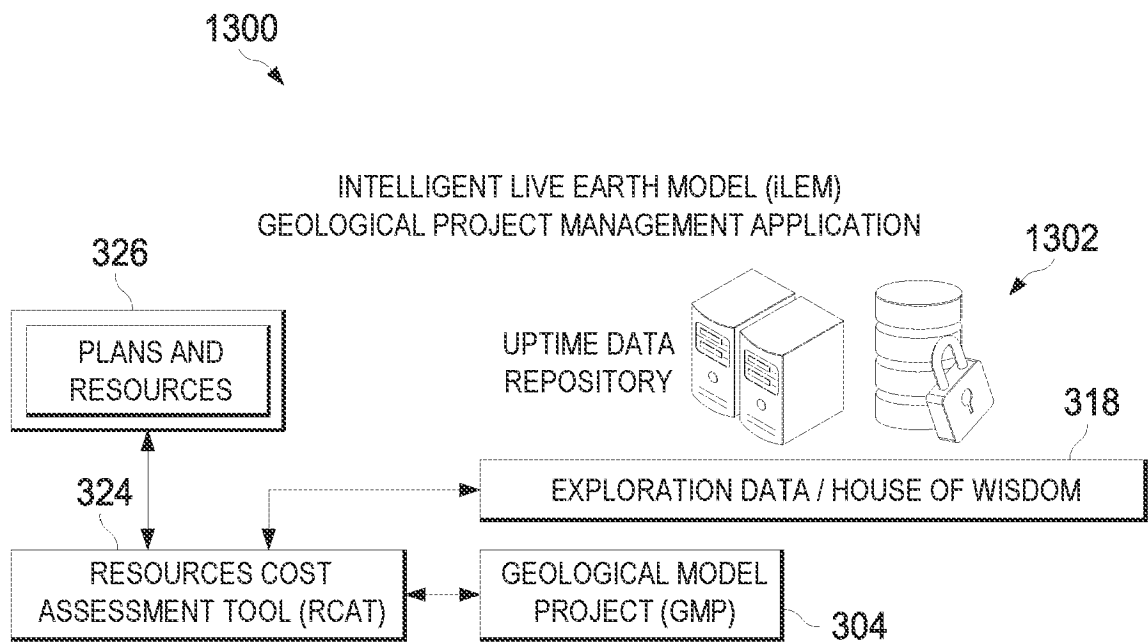 1300
INTELLIGENT LIVE EARTH MODEL (iLEM)
GEOLOGICAL PROJECT MANAGEMENT APPLICATION
326
1302
PLANS AND
RESOURCES
UPTIME DATA
REPOSITORY
318
EXPLORATION DATA / HOUSE OF WISDOM
324
RESOURCES COST
ASSESSMENT TOOL (RCAT)
GEOLOGICAL MODEL
PROJECT (GMP)
304